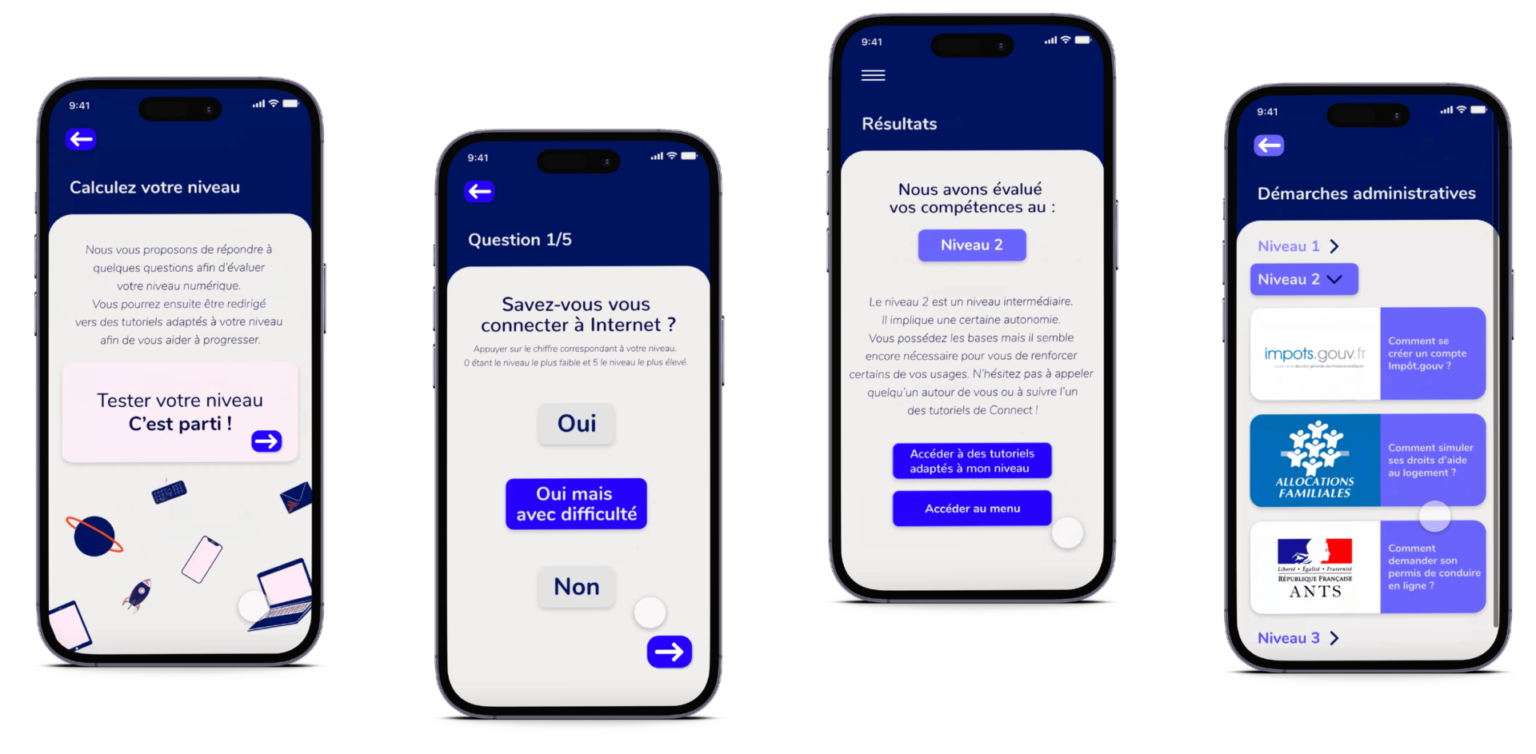 9:41
Calculez votre niveau
Nous vous proposons de répondre à
quelques questions afin d'évaluer
votre niveau numérique.
Vous pourrez ensuite être redirigé
vers des tutoriels adaptés à votre niveau
afin de vous aider à progresser.
Tester votre niveau
C'est parti !
9:41
Question 1/5
Savez-vous vous
connecter à Internet ?
Appuyer sur le chiffre correspondant à votre niveau.
0 étant le niveau le plus faible et 5 le niveau le plus élevé.
Oui
Oui mais
avec difficulté
Non
9:41
Résultats
Nous avons évalué
vos compétences au :
Niveau 2
Le niveau 2 est un niveau intermédiaire.
Il implique une certaine autonomie.
Vous possédez les bases mais il semble
encore nécessaire pour vous de renforcer
certains de vos usages. N'hésitez pas à appeler
quelqu'un autour de vous ou à suivre l'un
des tutoriels de Connect !
Accéder à des tutoriels
adaptés à mon niveau
Accéder au menu
9:41
Démarches administratives
Niveau 1
Niveau 2
impots.gouv.fr
Comment se
créer un compte
Impôt.gouv ?
ALLOCATIONS
FAMILIALES
Comment simuler
ses droits d'aide
au logement ?
Liberté • Égalité • Fraternité
RÉPUBLIQUE FRANÇAISE
ANTS
Comment
demander son
permis de conduire
en ligne ?
Niveau 3